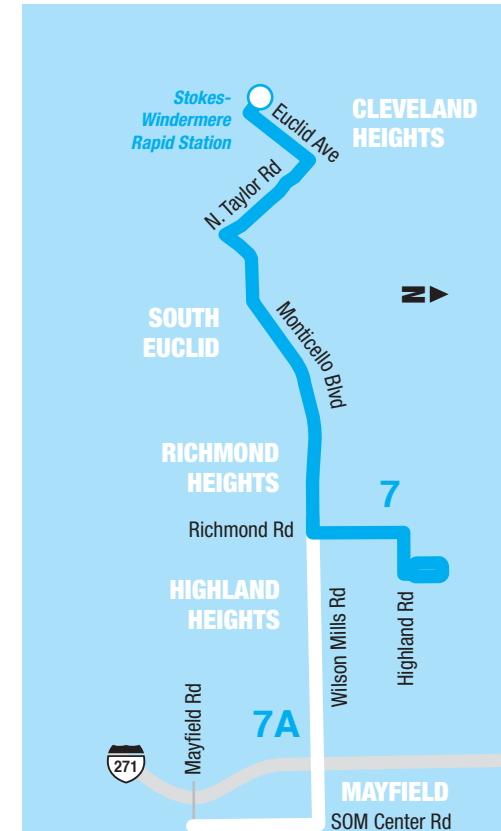 Stokes-
Windermere
Rapid Station
Euclid Ave
CLEVELAND
HEIGHTS
N. Taylor Rd
N
SOUTH
EUCLID
Monticello Blvd
RICHMOND
HEIGHTS
7
Richmond Rd
HIGHLAND
HEIGHTS
Wilson Mills Rd
Highland Rd
7A
Mayfield Rd
271
MAYFIELD
SOM Center Rd